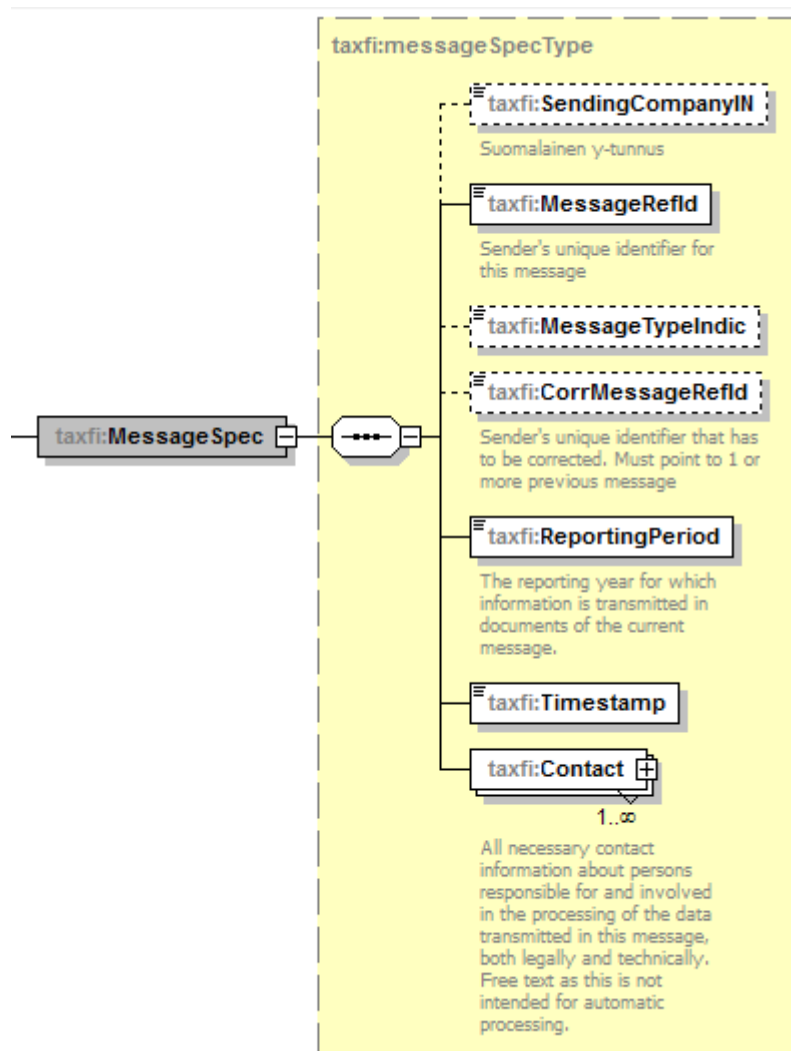 taxfi:messageSpecType
taxfi:SendingCompanyIN
Suomalainen y-tunnus
taxfi:MessageRefId
Sender's unique identifier for
this message
taxfi:MessageTypeIndic
taxfi:CorrMessageRefId
taxfi:MessageSpec
Sender's unique identifier that has
to be corrected. Must point to 1 or
more previous message
taxfi:ReportingPeriod
The reporting year for which
information is transmitted in
documents of the current
message.
taxfi:Timestamp
taxfi:Contact
1..∞
All necessary contact
information about persons
responsible for and involved
in the processing of the data
transmitted in this message,
both legally and technically.
Free text as this is not
intended for automatic
processing.